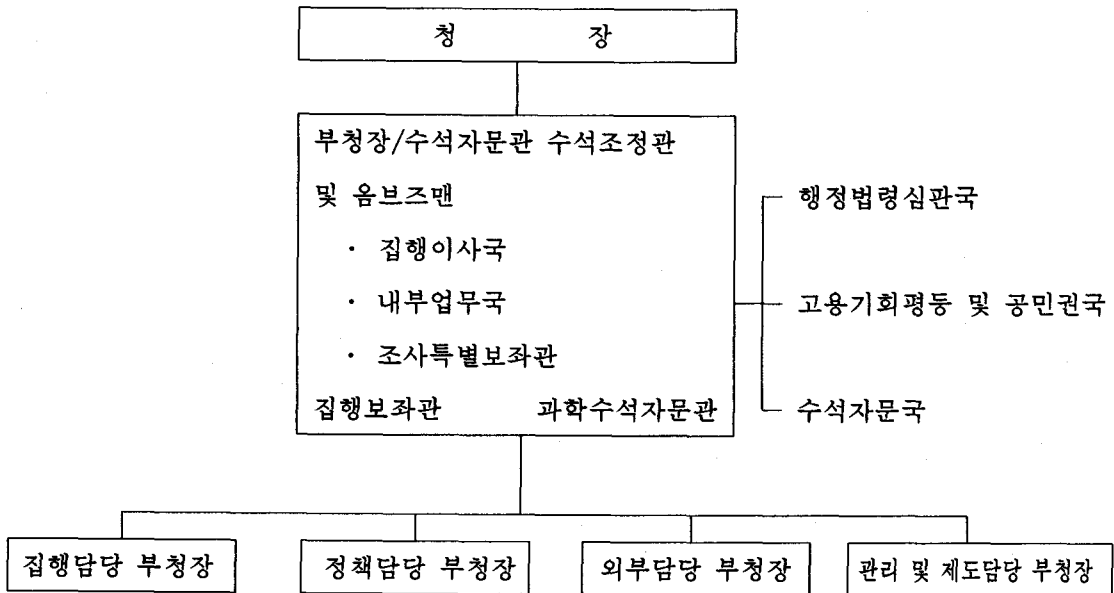 청 장
부청장/수석자문관 수석조정관
및 옴브즈맨
· 집행이사국
· 내부업무국
· 조사특별보좌관
집행보좌관 과학수석자문관
행정법령심판국
고용기회평등 및 공민권국
수석자문국
집행담당 부청장
정책담당 부청장
외부담당 부청장
관리 및 제도담당 부청장